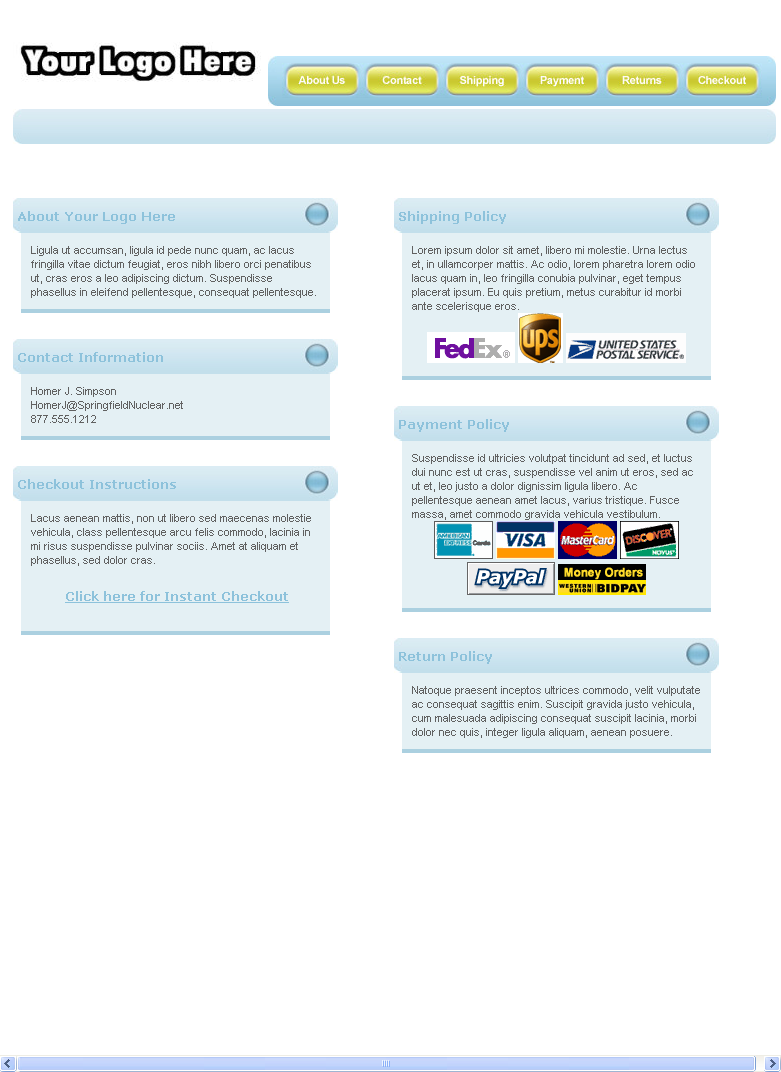 Your Logo Here
About Us
Contact
Shipping
Payment
Returns
Checkout
About Your Logo Here
Ligula ut accumsan, ligula id pede nunc quam, ac lacus
fringilla vitae dictum feugiat, eros nibh libero orci penatibus
ut, cras eros a leo adipiscing dictum. Suspendisse
phasellus in eleifend pellentesque, consequat pellentesque.
Contact Information
Homer J. Simpson
HomerJ@SpringfieldNuclear.net
877.555.1212
Checkout Instructions
Lacus aenean mattis, non ut libero sed maecenas molestie
vehicula, class pellentesque arcu felis commodo, lacinia in
mi risus suspendisse pulvinar sociis. Amet at aliquam et
phasellus, sed dolor cras.
Click here for Instant Checkout
Shipping Policy
Lorem ipsum dolor sit amet, libero mi molestie. Urna lectus
et, in ullamcorper mattis. Ac odio, lorem pharetra lorem odio
lacus quam in, leo fringilla conubia pulvinar, eget tempus
placerat ipsum. Eu quis pretium, metus curabitur id morbi
ante scelerisque eros.
FedEx®
ups
UNITED STATES
POSTAL SERVICE®
Payment Policy
Suspendisse id ultricies volutpat tincidunt ad sed, et luctus
dui nunc est ut cras, suspendisse vel anim ut eros, sed ac
ut et, leo justo a dolor dignissim ligula libero. Ac
pellentesque aenean amet lacus, varius tristique. Fusce
massa, amet commodo gravida vehicula vestibulum.
AMERICAN
EXPRESS Cards
VISA
MasterCard
DISCOVER
NOVUS
PayPal
Money Orders
WESTERN
UNION BIDPAY
Return Policy
Natoque praesent inceptos ultrices commodo, velit vulputate
ac consequat sagittis enim. Suscipit gravida justo vehicula,
cum malesuada adipiscing consequat suscipit lacinia, morbi
dolor nec quis, integer ligula aliquam, aenean posuere.